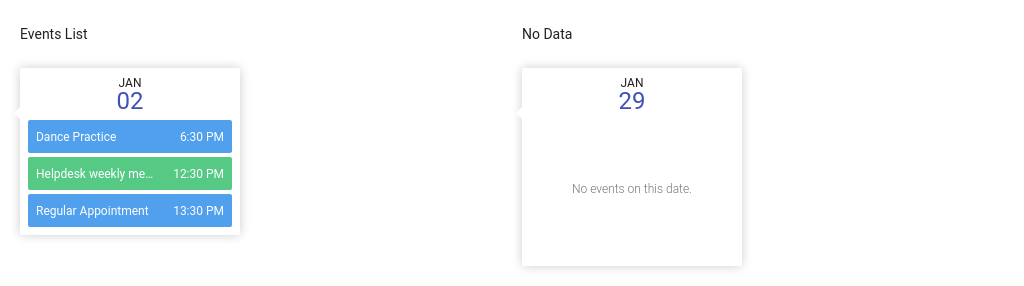 Events List
JAN
02
Dance Practice 6:30 PM
Helpdesk weekly me... 12:30 PM
Regular Appointment 13:30 PM
No Data
JAN
29
No events on this date.